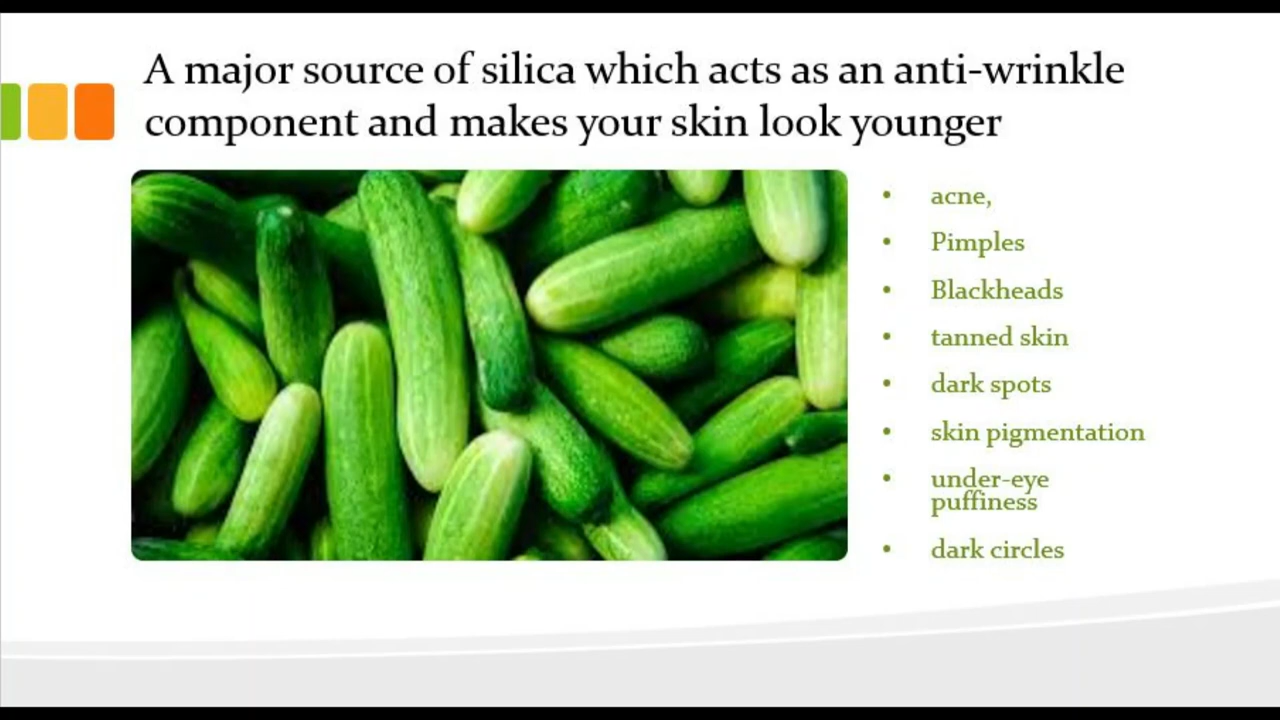 A major source of silica which acts as an anti-wrinkle
component and makes your skin look younger
• acne,
• Pimples
• Blackheads
• tanned skin
• dark spots
• skin pigmentation
• under-eye
puffiness
• dark circles